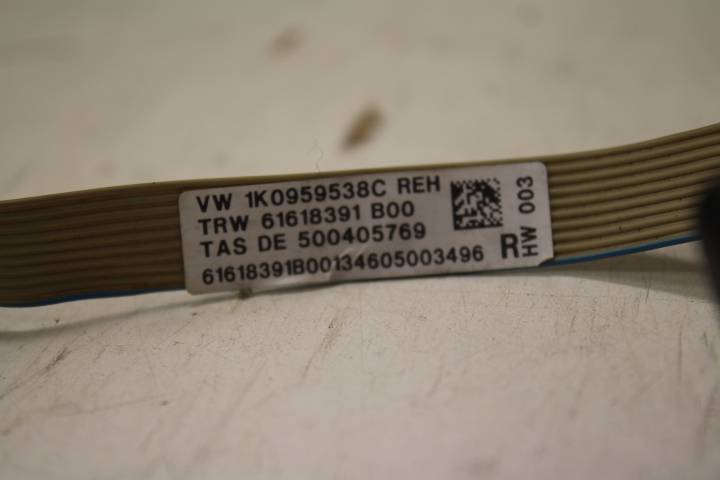 VW 1K0959538C REH
TRW 61618391 B00
TAS DE 500405769
61618391B00134605003496
R
HW 003